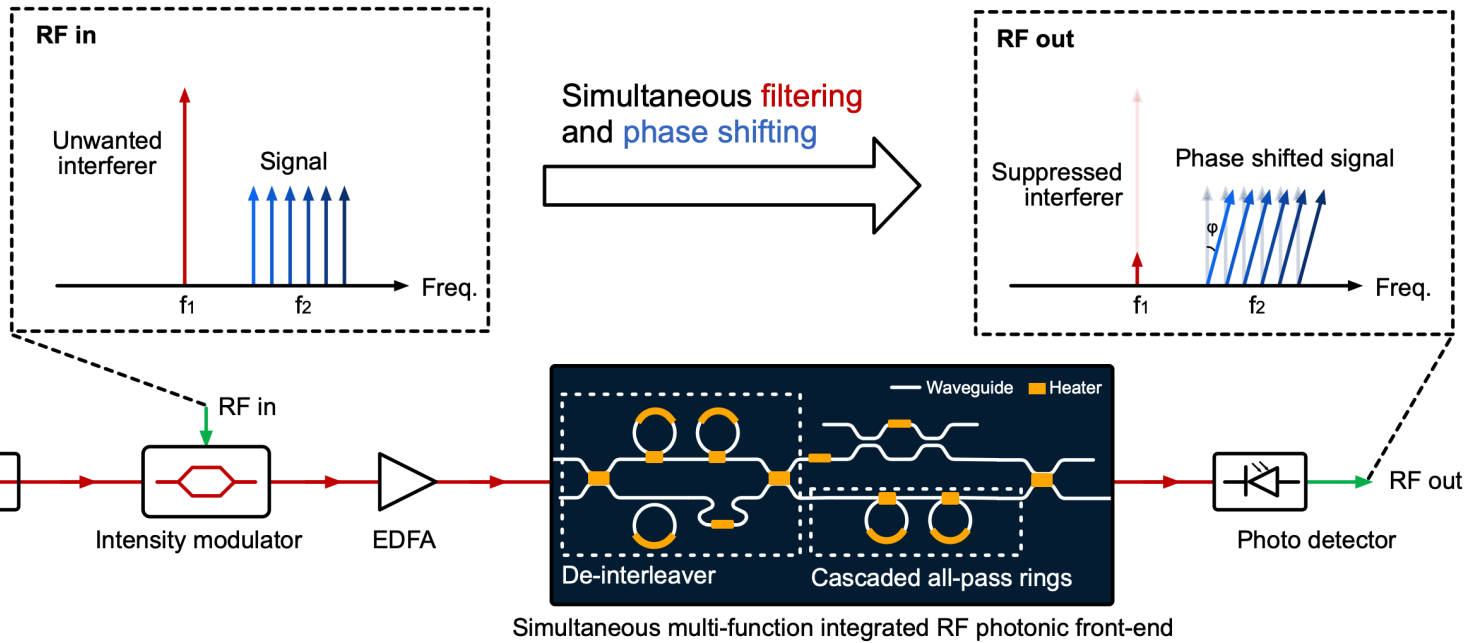 RF in
Unwanted
interferer
Signal
f1
f2
Freq.
Simultaneous filtering
and phase shifting
RF out
Suppressed
interferer
Phase shifted signal
φ
f1
f2
Freq.
RF in
Intensity modulator
EDFA
Waveguide
Heater
De-interleaver
Cascaded all-pass rings
Simultaneous multi-function integrated RF photonic front-end
Photo detector
RF out